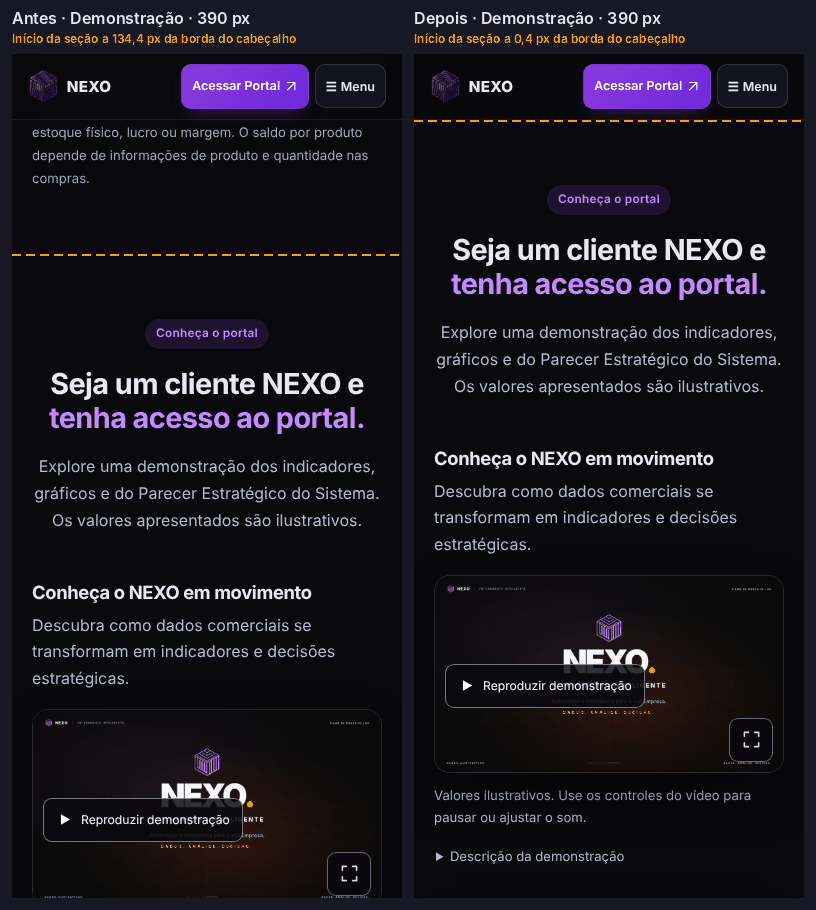 Antes · Demonstração · 390 px
Início da seção a 134,4 px da borda do cabeçalho
NEXO
Acessar Portal
Menu
estoque físico, lucro ou margem. O saldo por produto
depende de informações de produto e quantidade nas
compras.
Conheça o portal
Seja um cliente NEXO e
tenha acesso ao portal.
Explore uma demonstração dos indicadores,
gráficos e do Parecer Estratégico do Sistema.
Os valores apresentados são ilustrativos.
Conheça o NEXO em movimento
Descubra como dados comerciais se
transformam em indicadores e decisões
estratégicas.
NEXO
NEXO.
Reproduzir demonstração
DADOS. ANÁLISE. DECISÃO.
Depois · Demonstração · 390 px
Início da seção a 0,4 px da borda do cabeçalho
NEXO
Acessar Portal
Menu
Conheça o portal
Seja um cliente NEXO e
tenha acesso ao portal.
Explore uma demonstração dos indicadores,
gráficos e do Parecer Estratégico do Sistema.
Os valores apresentados são ilustrativos.
Conheça o NEXO em movimento
Descubra como dados comerciais se
transformam em indicadores e decisões
estratégicas.
NEXO
NEXO.
Reproduzir demonstração
DADOS. ANÁLISE. DECISÃO.
Valores ilustrativos. Use os controles do vídeo para
pausar ou ajustar o som.
Descrição da demonstração